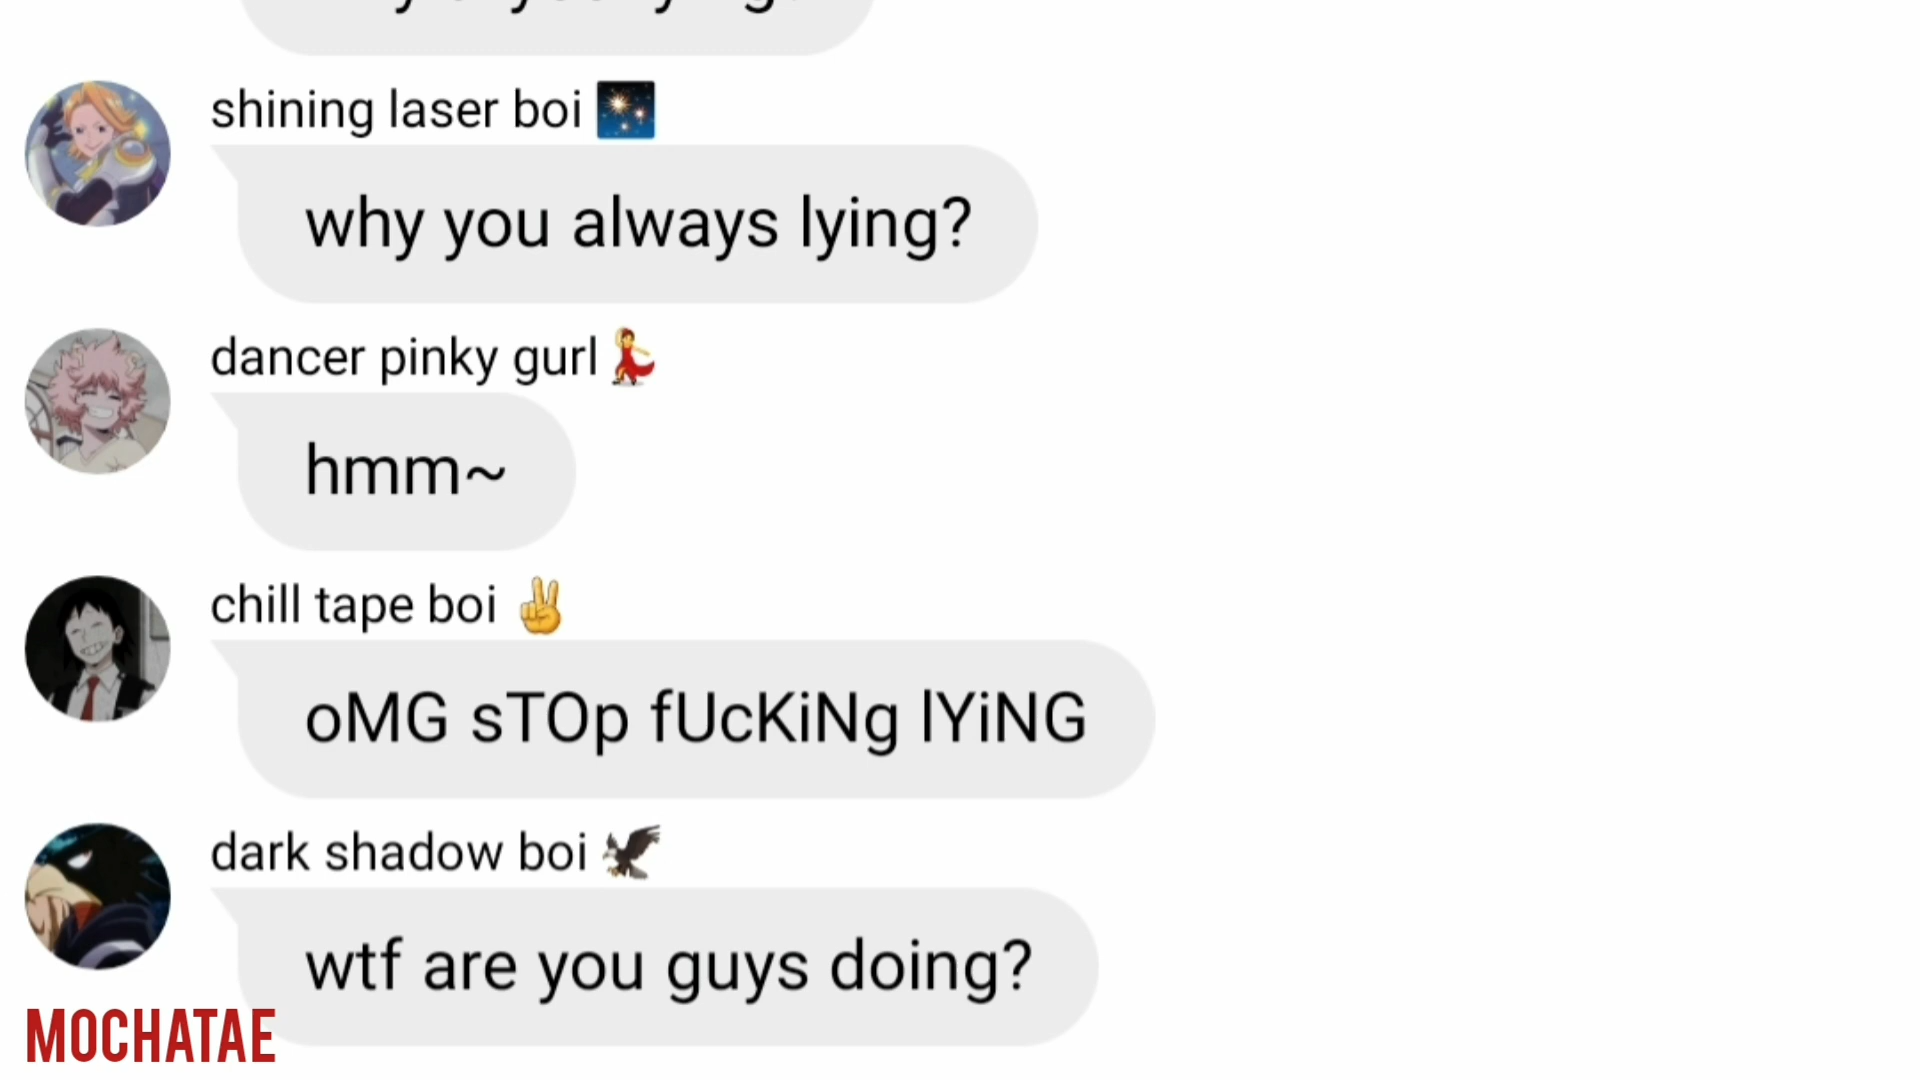 shining laser boi 🎇
why you always lying?
dancer pinky gurl 💃
hmm~
chill tape boi ✌
oMG sTOp fUcKiNg lYiNG
dark shadow boi 🦅
wtf are you guys doing?
MOCHATAE